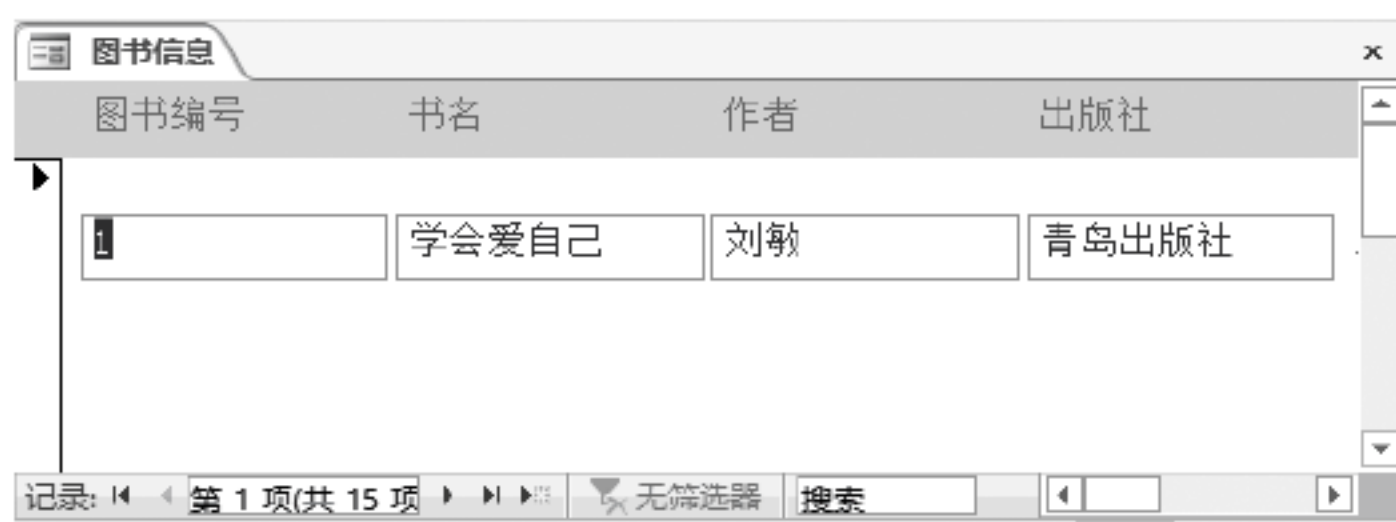 图书信息
图书编号 书名 作者 出版社
1 学会爱自己 刘敏 青岛出版社
记录: 第 1 项(共 15 项 无筛选器 搜索